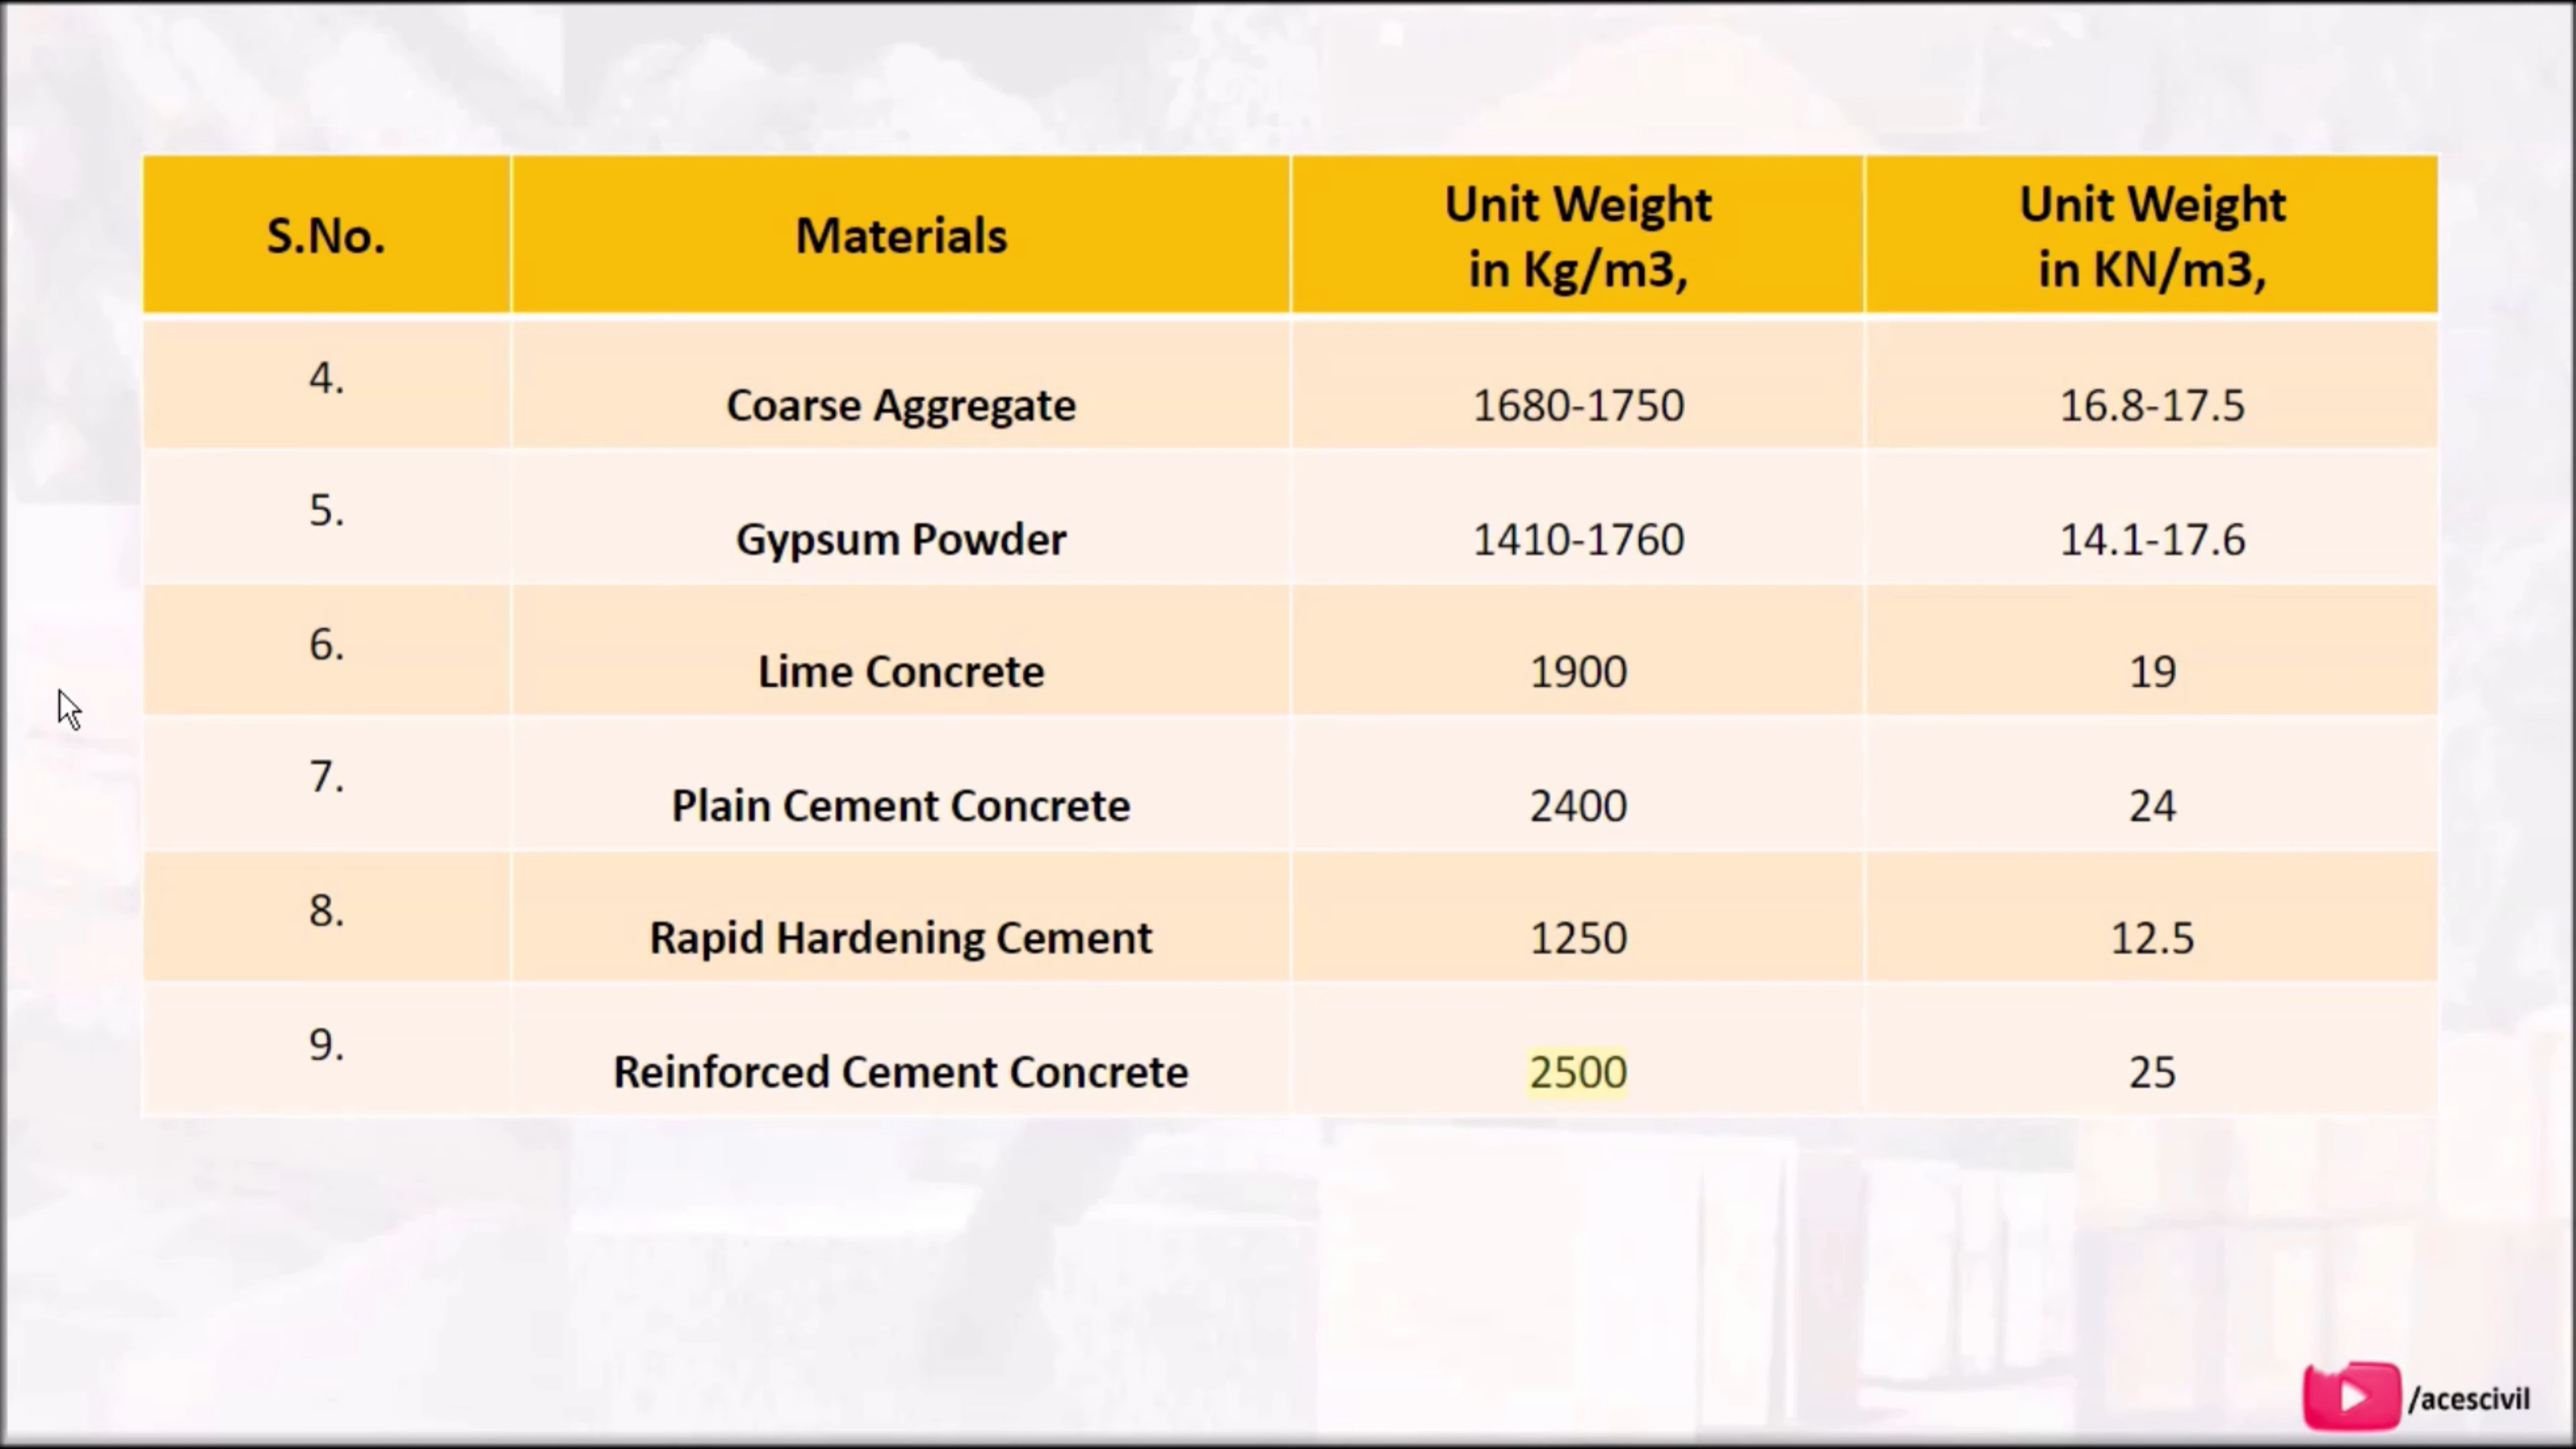 S.No. Materials Unit Weight in Kg/m3, Unit Weight in KN/m3,
4. Coarse Aggregate 1680-1750 16.8-17.5
5. Gypsum Powder 1410-1760 14.1-17.6
6. Lime Concrete 1900 19
7. Plain Cement Concrete 2400 24
8. Rapid Hardening Cement 1250 12.5
9. Reinforced Cement Concrete 2500 25
/acescivil